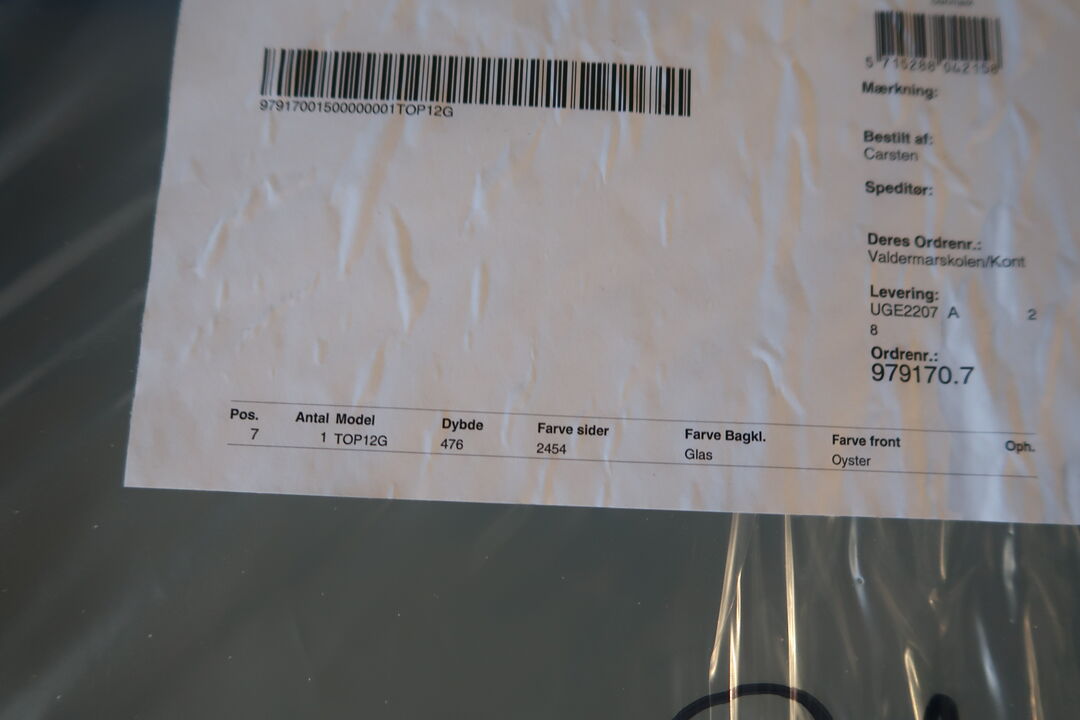 97917001500000001TOP12G
5 715288 042156
Mærkning:
Bestilt af:
Carsten
Speditør:
Deres Ordrenr.:
Valdermarskolen/Kont
Levering:
UGE2207 A 2
8
Ordrenr.:
979170.7
Pos. Antal Model Dybde Farve sider Farve Bagkl. Farve front Oph.
7 1 TOP12G 476 2454 Glas Oyster